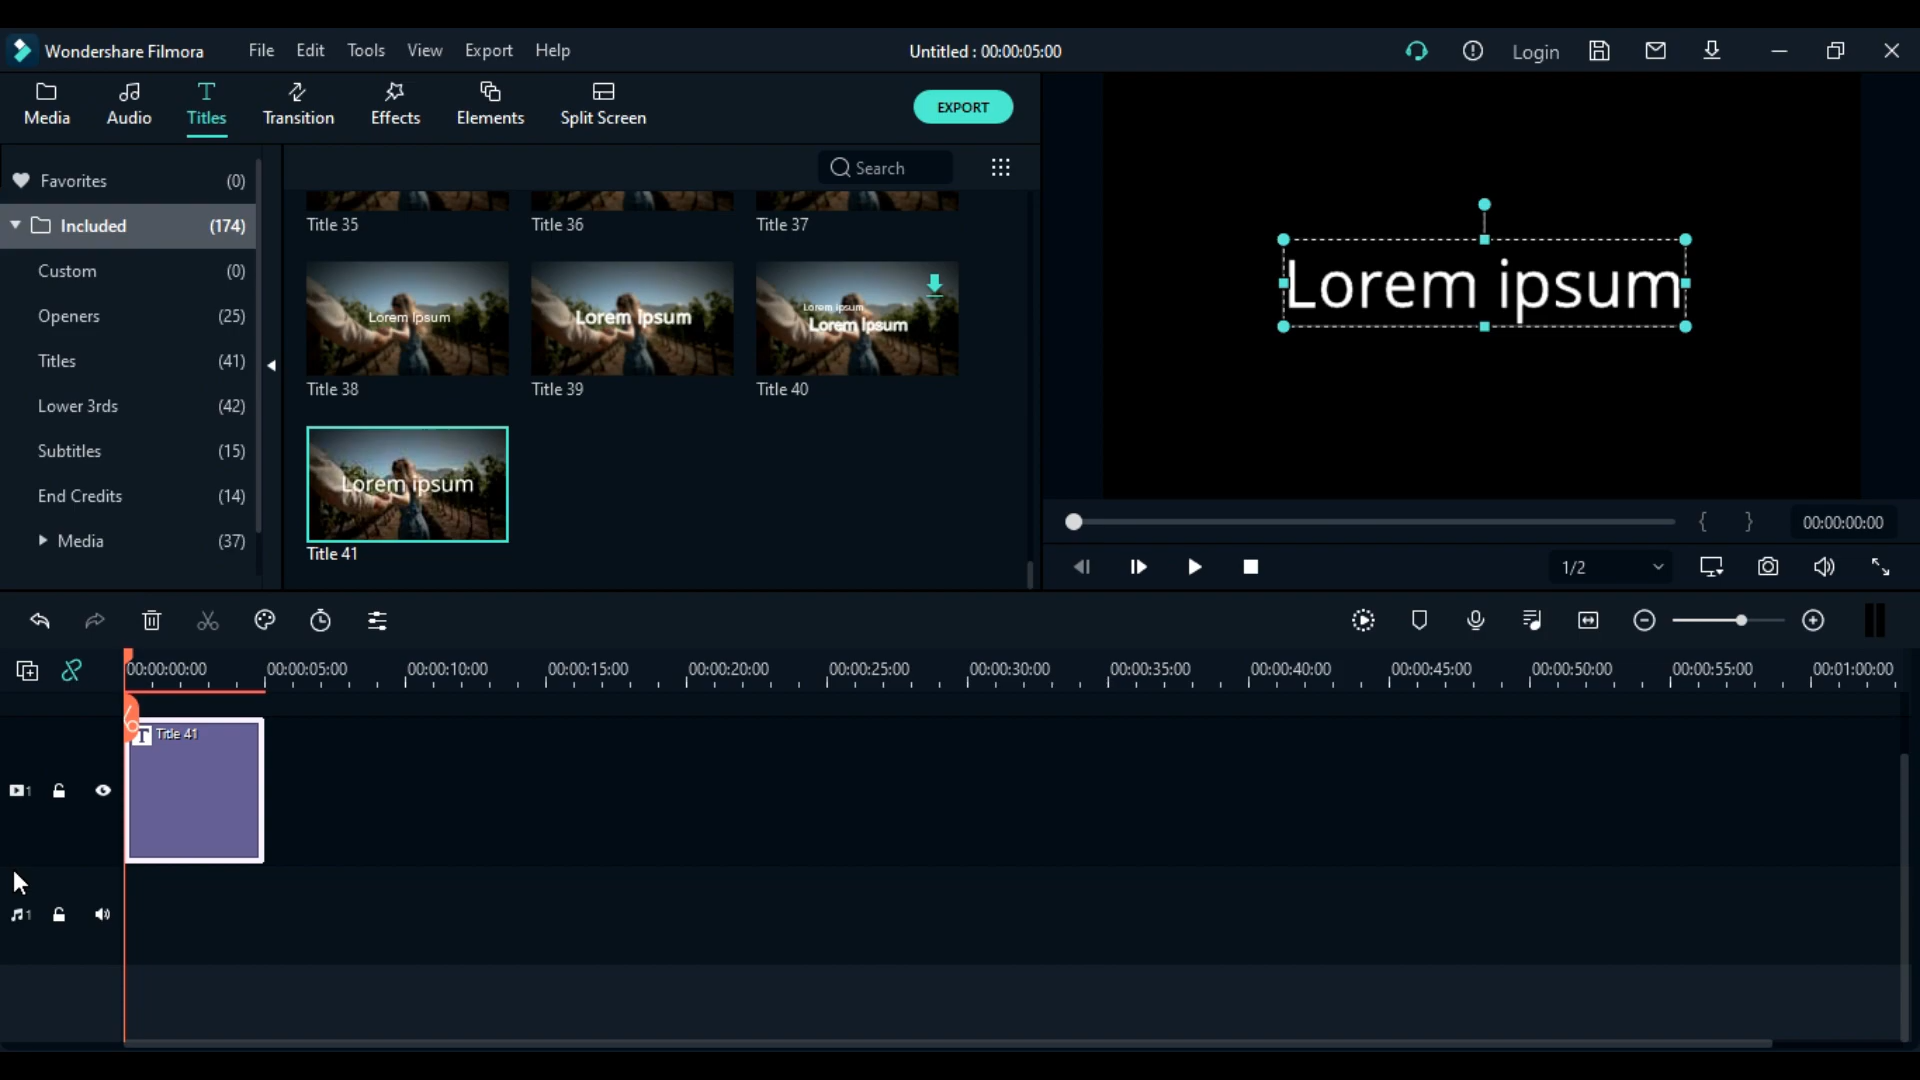 Wondershare Filmora File Edit Tools View Export Help Untitled : 00:00:05:00 Login
Media Audio Titles Transition Effects Elements Split Screen EXPORT
Favorites (0)
Included (174)
Custom (0)
Openers (25)
Titles (41)
Lower 3rds (42)
Subtitles (15)
End Credits (14)
Media (37)
Search
Title 35 Title 36 Title 37
Lorem ipsum
Lorem ipsum
Lorem ipsum
Lorem ipsum
Title 38 Title 39 Title 40
Lorem ipsum
Title 41
Lorem ipsum
{ } 00:00:00:00
1/2
00:00:00:00 00:00:05:00 00:00:10:00 00:00:15:00 00:00:20:00 00:00:25:00 00:00:30:00 00:00:35:00 00:00:40:00 00:00:45:00 00:00:50:00 00:00:55:00 00:01:00:00
T Title 41
1
1